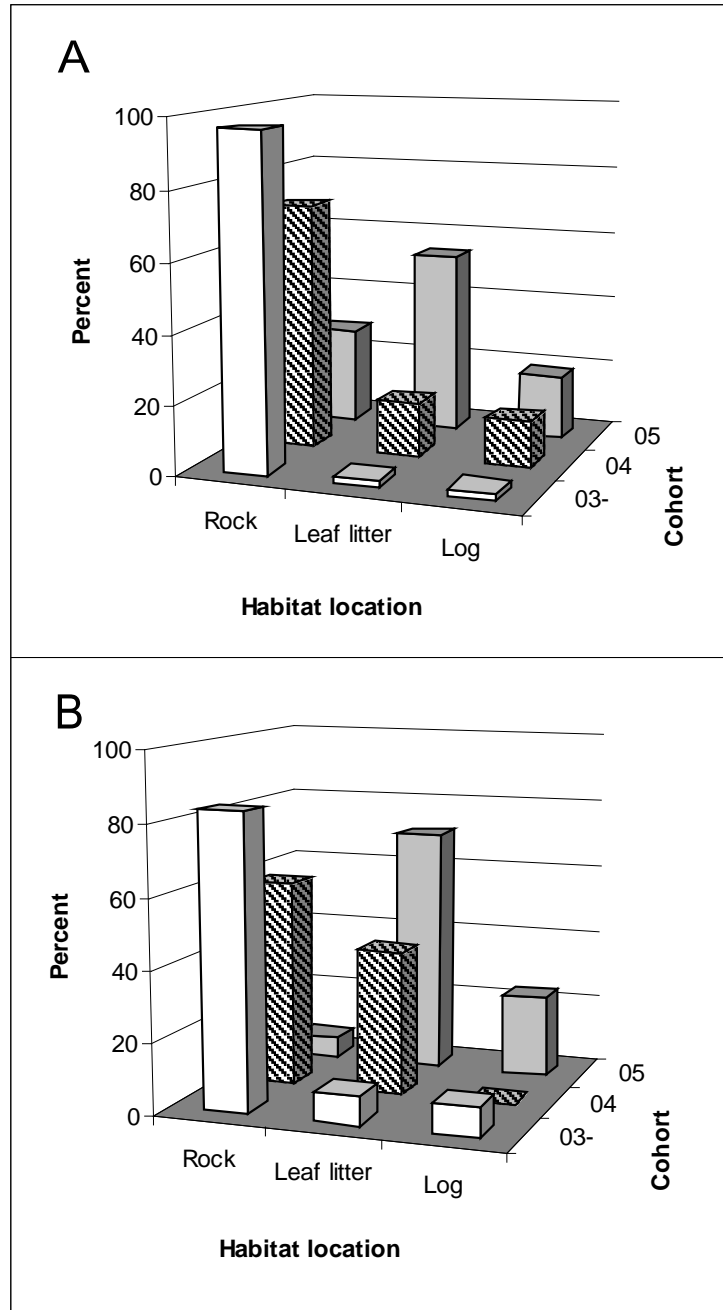 A
100
80
60
40
20
0
Percent
Rock
Leaf litter
Log
03-
04
05
Cohort
Habitat location
B
100
80
60
40
20
0
Percent
Rock
Leaf litter
Log
03-
04
05
Cohort
Habitat location